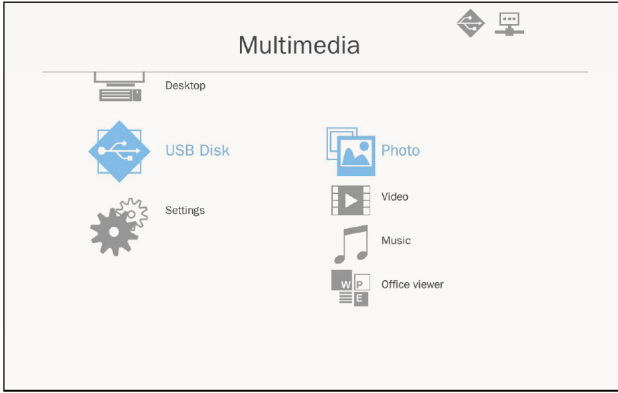 Multimedia
Desktop
USB Disk
Photo
Video
Settings
Music
Office viewer
W P
E